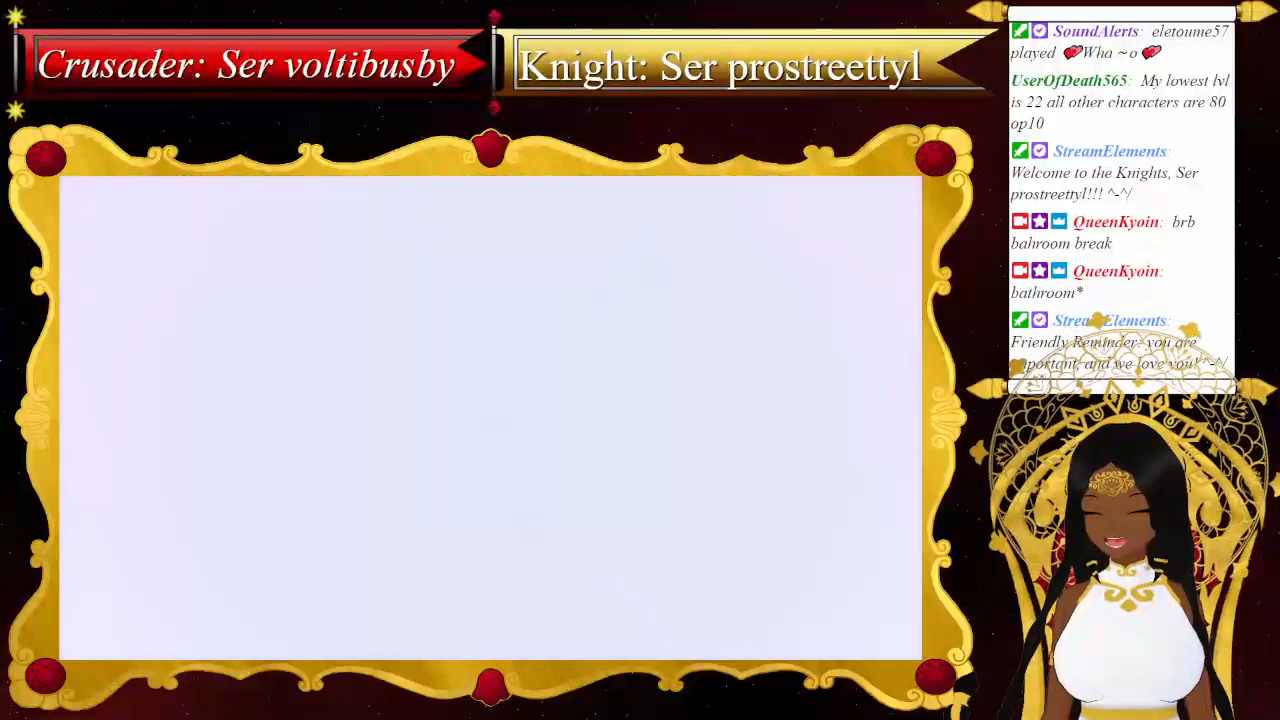 Crusader: Ser voltibusby
Knight: Ser prostreettyl
SoundAlerts: eletoume57
played Wha ~o
UserOfDeath565: My lowest lvl
is 22 all other characters are 80
op10
StreamElements:
Welcome to the Knights, Ser
prostreettyl!!! ^-^/
QueenKyoin: brb
bahroom break
QueenKyoin:
bathroom*
StreamElements:
Friendly Reminder: you are
important, and we love you! ^-^/